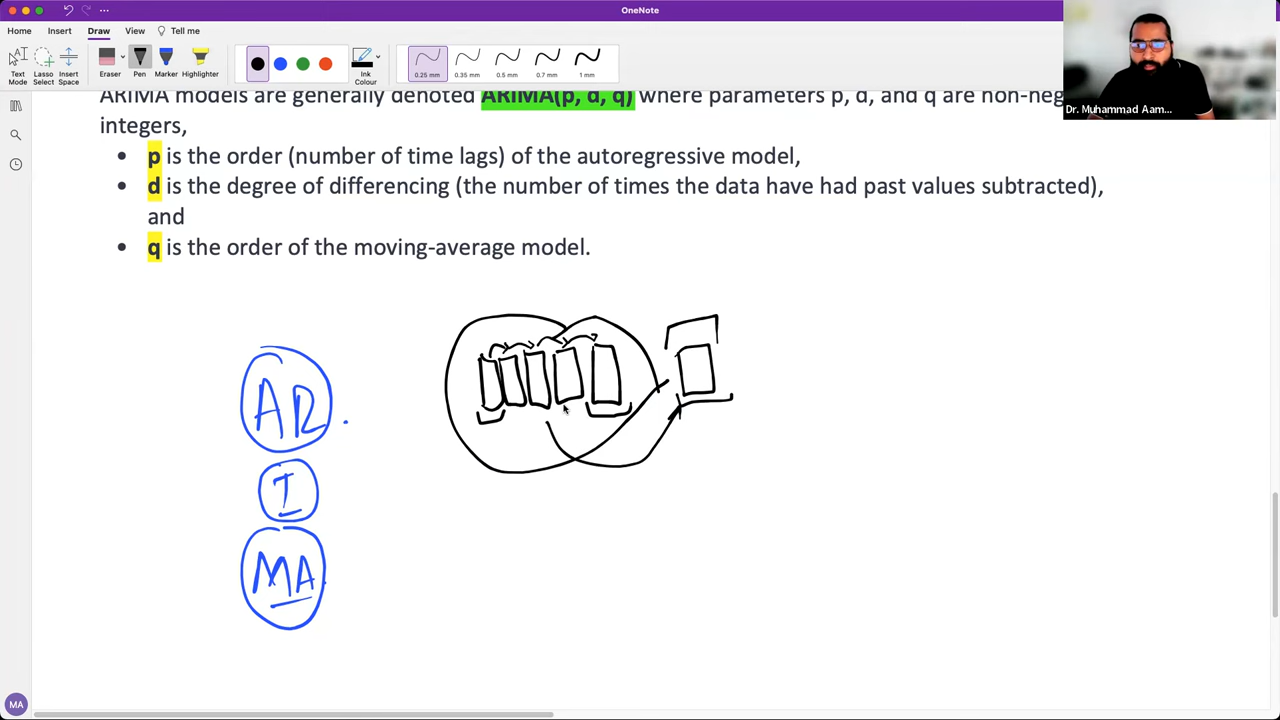 OneNote
Home Insert Draw View Tell me
Text Mode
Lasso Select
Insert Space
Eraser
Pen
Marker
Highlighter
Ink Colour
0.25 mm
0.35 mm
0.5 mm
0.7 mm
1 mm
Dr. Muhammad Aam...
ARIMA models are generally denoted ARIMA(p, d, q) where parameters p, d, and q are non-neg
integers,
• p is the order (number of time lags) of the autoregressive model,
• d is the degree of differencing (the number of times the data have had past values subtracted),
and
• q is the order of the moving-average model.
AR
I
MA
MA